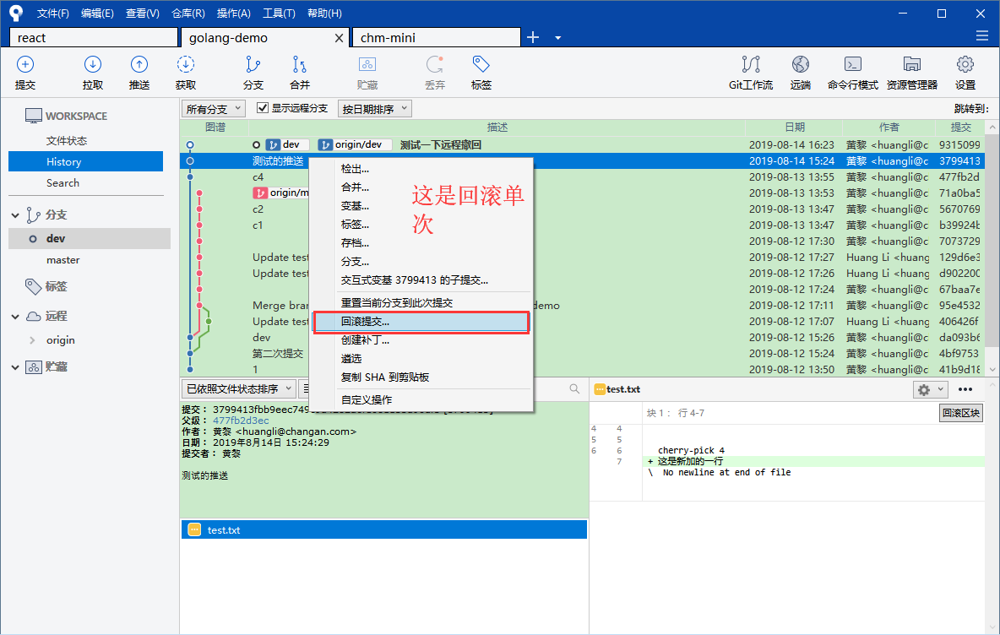 文件(F) 编辑(E) 查看(V) 仓库(R) 操作(A) 工具(T) 帮助(H)
react golang-demo chm-mini
提交 拉取 推送 获取 分支 合并 贮藏 丢弃 标签 Git工作流 远端 命令行模式 资源管理器 设置
WORKSPACE
文件状态
History
Search
分支
dev
master
标签
远程
origin
贮藏
所有分支 显示远程分支 按日期排序 跳转到:
图谱 描述 日期 作者 提交
dev origin/dev 测试一下远程撤回 2019-08-14 16:23 黄黎 <huangli@c 9315099
测试的推送 2019-08-14 15:24 黄黎 <huangli@c 3799413
c4 2019-08-13 13:55 黄黎 <huangli@c 477fb2d
origin/m 2019-08-13 13:53 黄黎 <huangli@c 71a0ba5
c2 2019-08-13 13:47 黄黎 <huangli@c 5670769
c1 2019-08-13 13:47 黄黎 <huangli@c b39924b
2019-08-12 17:30 黄黎 <huangli@c 7073729
Update test 2019-08-12 17:27 Huang Li <huang 129d6e3
Update test 2019-08-12 17:26 Huang Li <huang d902200
2019-08-12 17:24 黄黎 <huangli@c 67baa7e
Merge bran demo 2019-08-12 17:11 黄黎 <huangli@c 95e4532
Update test 2019-08-12 17:07 Huang Li <huang 406426f
dev 2019-08-12 15:26 黄黎 <huangli@c da093b6
第二次提交 2019-08-12 15:24 黄黎 <huangli@c 4bf9753
1 2019-08-12 13:50 黄黎 <huangli@c 41b9d18
检出...
合并...
变基...
标签...
存档...
分支...
交互式变基 3799413 的子提交...
重置当前分支到此次提交
回滚提交...
创建补丁...
遴选
复制 SHA 到剪贴板
自定义操作
这是回滚单
次
已依照文件状态排序
提交:
父级: 477fb2d3ec
作者: 黄黎 <huangli@changan.com>
日期: 2019年8月14日 15:24:29
提交者: 黄黎
测试的推送
test.txt
test.txt
块 1： 行 4-7 回滚区块
4 4
5 5
6 6 cherry-pick 4
7 + 这是新加的一行
\ No newline at end of file